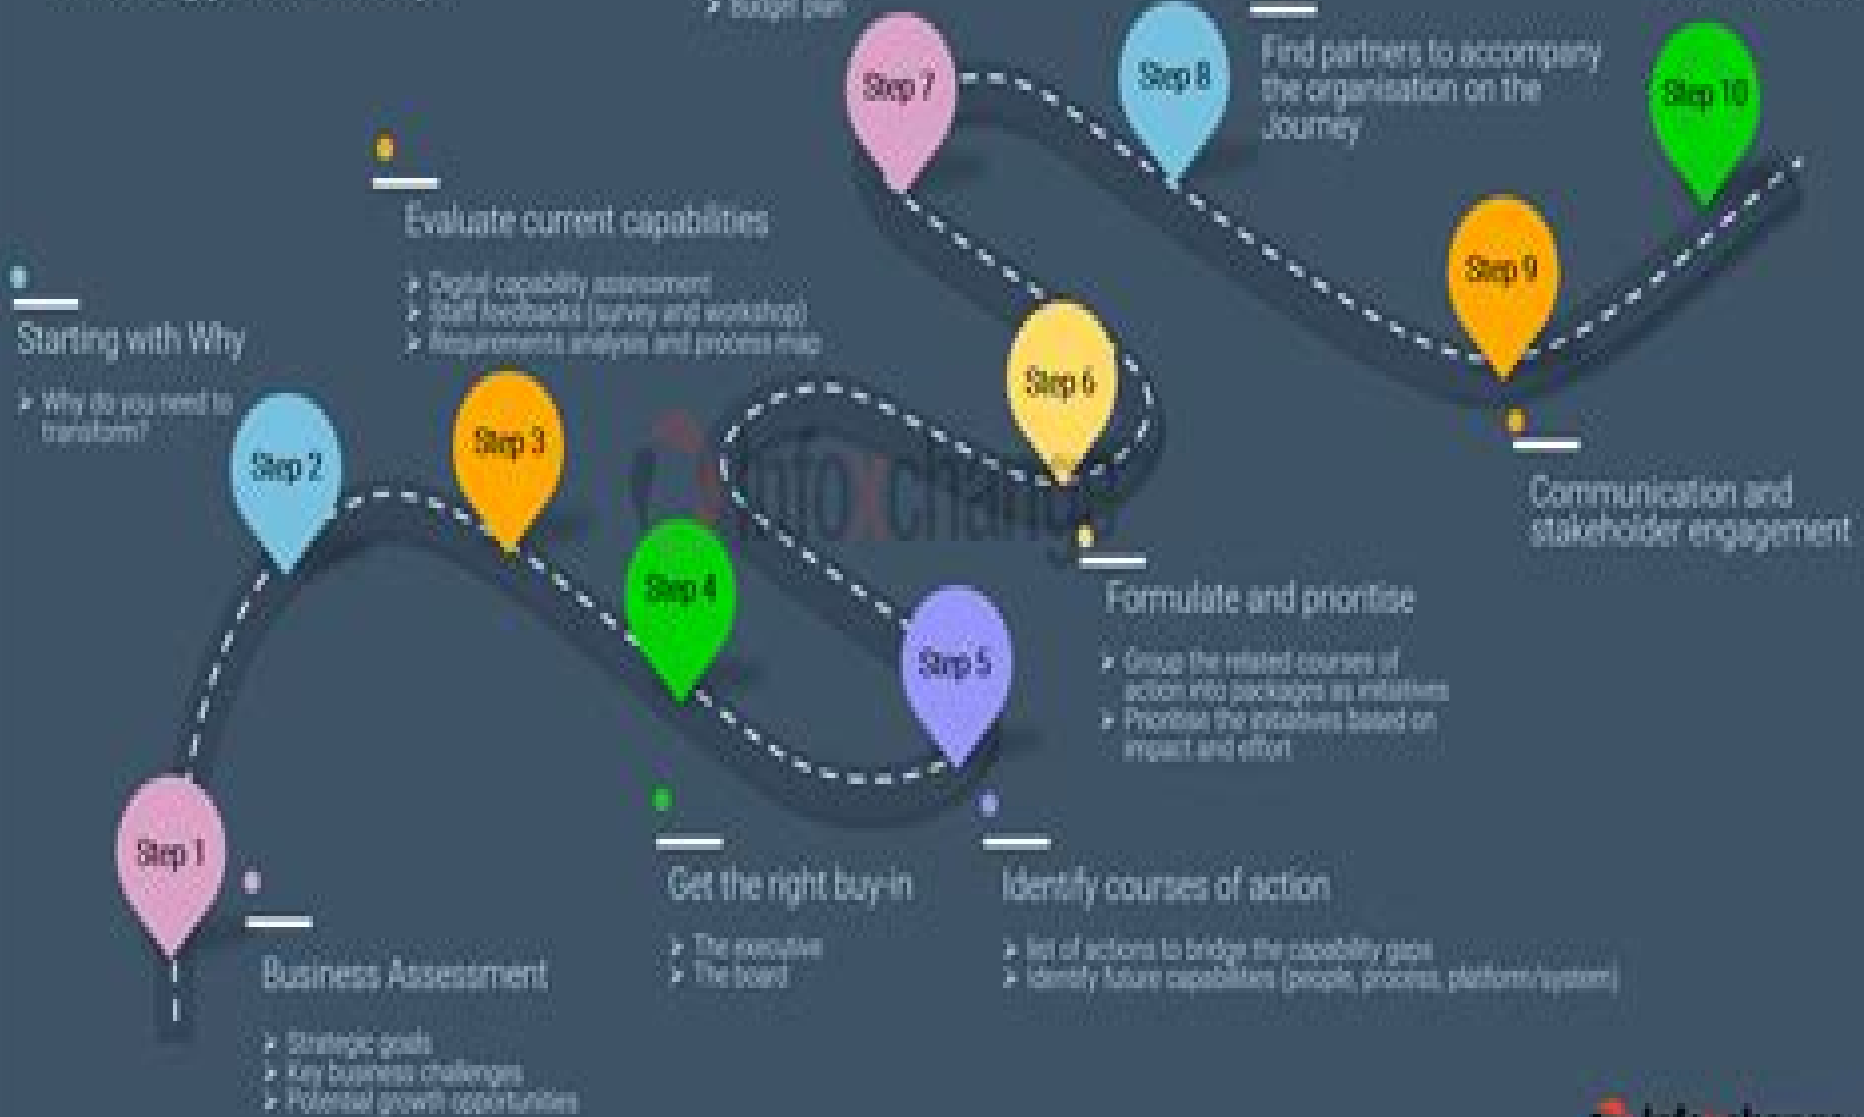 Budget plan
Step 7
Step 8
Find partners to accompany
the organisation on the
Journey
Step 10
Evaluate current capabilities
Digital capability assessment
Staff feedbacks (survey and workshop)
Requirements analysis and process map
Starting with Why
Why do you need to
transform?
Step 9
Step 6
Step 2
Step 3
Communication and
stakeholder engagement
infoxchange
Step 4
Formulate and prioritise
Group the related courses of
action into packages as initiatives
Prioritise the initiatives based on
impact and effort
Step 5
Step 1
Get the right buy-in
The executive
The board
Identify courses of action
list of actions to bridge the capability gaps
Identify future capabilities (people, process, platform/system)
Business Assessment
Strategic goals
Key business challenges
Potential growth opportunities